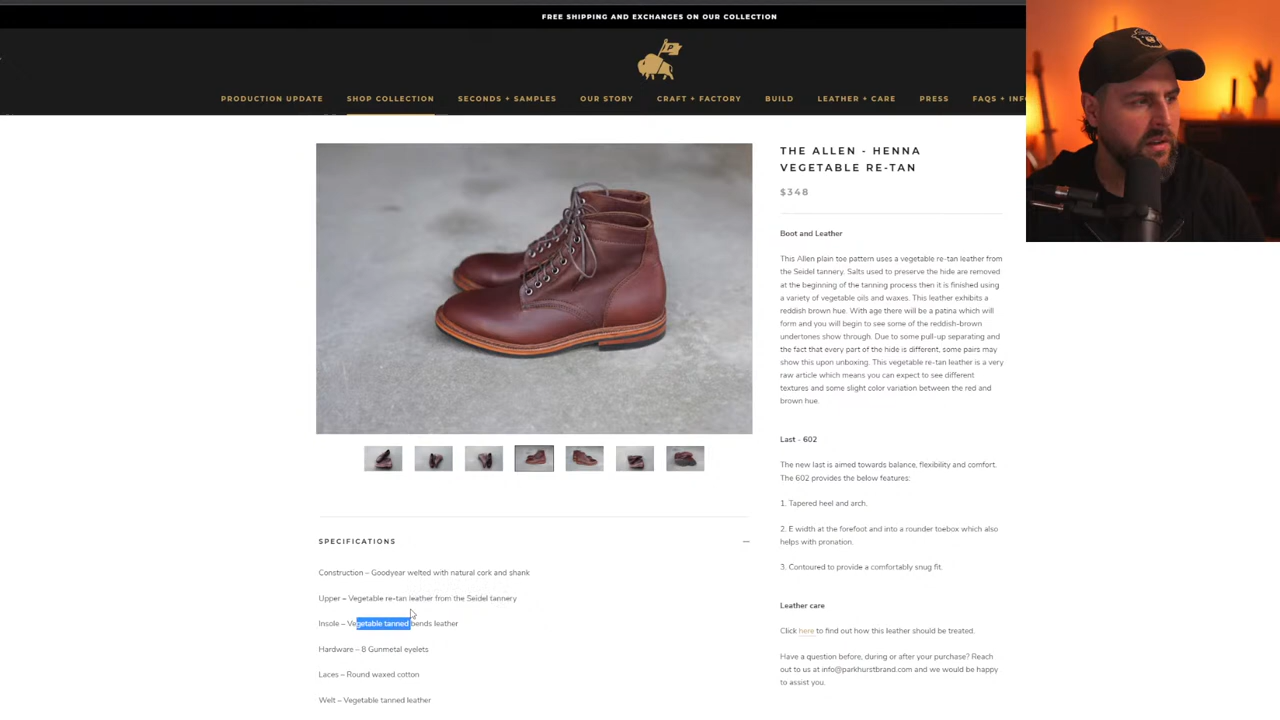 FREE SHIPPING AND EXCHANGES ON OUR COLLECTION
PRODUCTION UPDATE SHOP COLLECTION SECONDS + SAMPLES OUR STORY CRAFT + FACTORY BUILD LEATHER + CARE PRESS FAQS + INF
THE ALLEN - HENNA
VEGETABLE RE-TAN
$348
Boot and Leather
This Allen plain toe pattern uses a vegetable re-tan leather from
the Seidel tannery. Salts used to preserve the hide are removed
at the beginning of the tanning process then it is finished using
a variety of vegetable oils and waxes. This leather exhibits a
reddish brown hue. With age there will be a patina which will
form and you will begin to see some of the reddish-brown
undertones show through. Due to some pull-up separating and
the fact that every part of the hide is different, some pairs may
show this upon unboxing. This vegetable re-tan leather is a very
raw article which means you can expect to see different
textures and some slight color variation between the red and
brown hue.
Last - 602
The new last is aimed towards balance, flexibility and comfort.
The 602 provides the below features:
1. Tapered heel and arch.
2. E width at the forefoot and into a rounder toebox which also
helps with pronation.
3. Contoured to provide a comfortably snug fit.
Leather care
Click here to find out how this leather should be treated.
Have a question before, during or after your purchase? Reach
out to us at info@parkhurstbrand.com and we would be happy
to assist you.
SPECIFICATIONS
Construction – Goodyear welted with natural cork and shank
Upper – Vegetable re-tan leather from the Seidel tannery
Insole – Vegetable tanned bends leather
Hardware – 8 Gunmetal eyelets
Laces – Round waxed cotton
Welt – Vegetable tanned leather